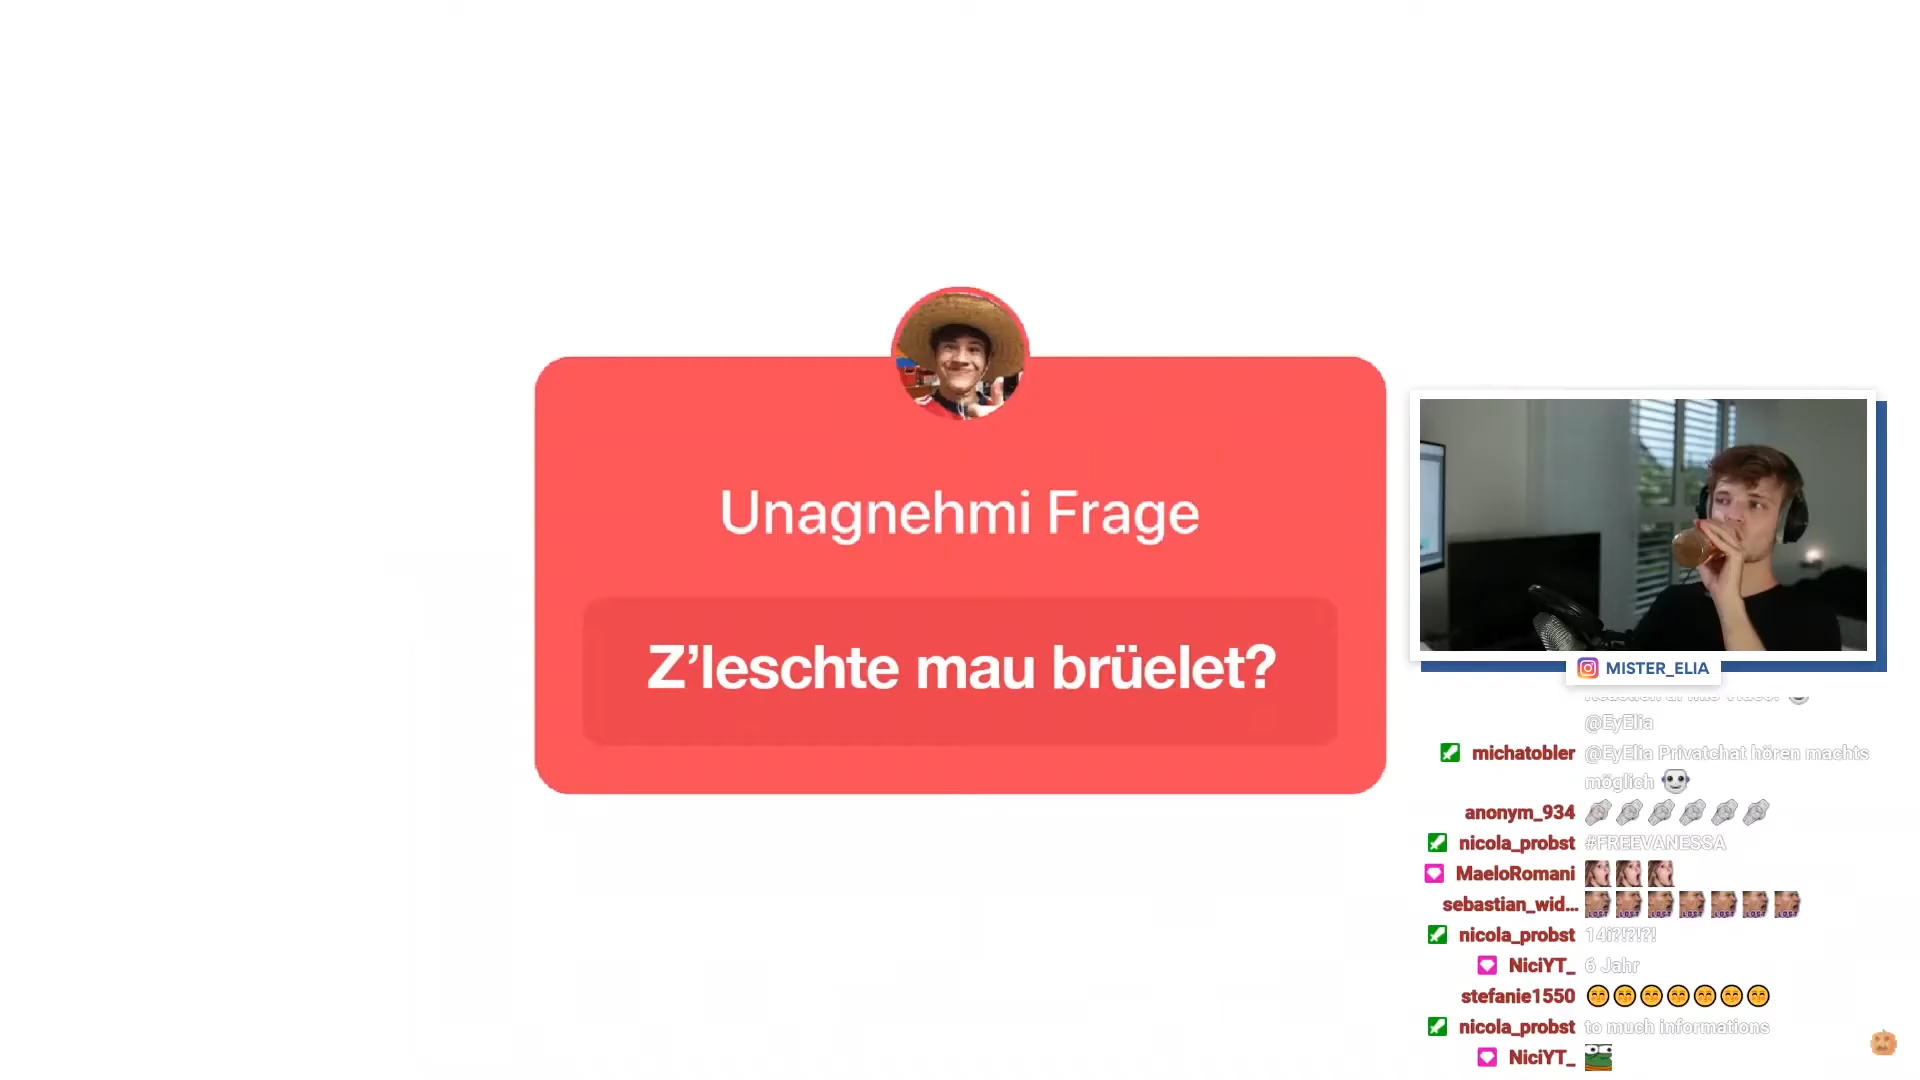 Unagnehmi Frage
Z’leschte mau brüelet?
MISTER_ELIA
@EyElia
michatobler @EyElia Privatchat hören machts
möglich
anonym_934
nicola_probst #FREEVANESSA
MaeloRomani
sebastian_wid...
nicola_probst 14i?!?!?!
NiciYT_ 6 Jahr
stefanie1550
nicola_probst to much informations
NiciYT_